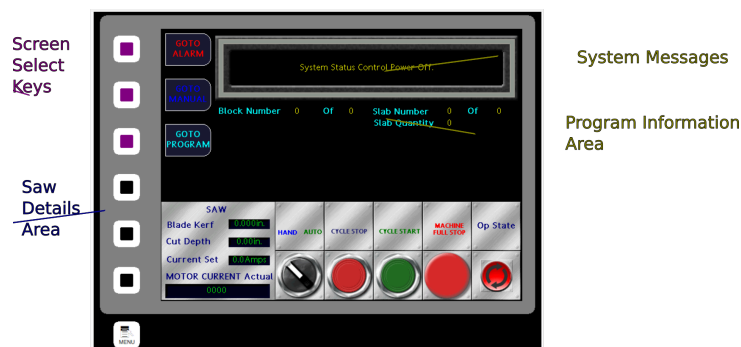 Screen
Select
Keys
Saw
Details
Area
GOTO
ALARM
GOTO
MANUAL
GOTO
PROGRAM
System Status Control Power Off.
Block Number 0 Of 0 Slab Number 0 Of 0
Slab Quantity 0
SAW
Blade Kerf 0.000in.
Cut Depth 0.00in.
Current Set 0.0Amps
MOTOR CURRENT Actual
0000
HAND AUTO
CYCLE STOP
CYCLE START
MACHINE
FULL STOP
Op State
MENU
System Messages
Program Information
Area